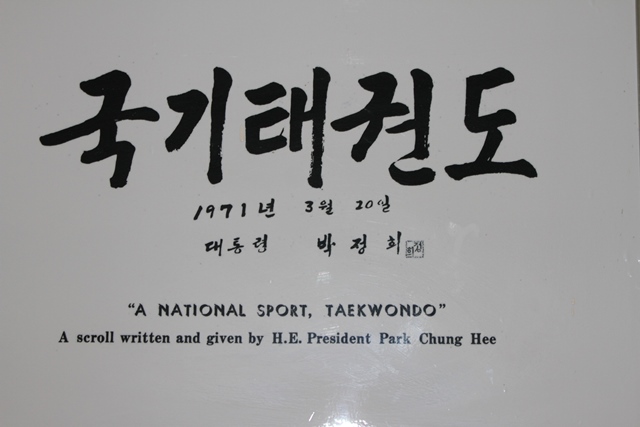 국기태권도
1971년 3월 20일
대통령 박정희
"A NATIONAL SPORT, TAEKWONDO"
A scroll written and given by H.E. President Park Chung Hee